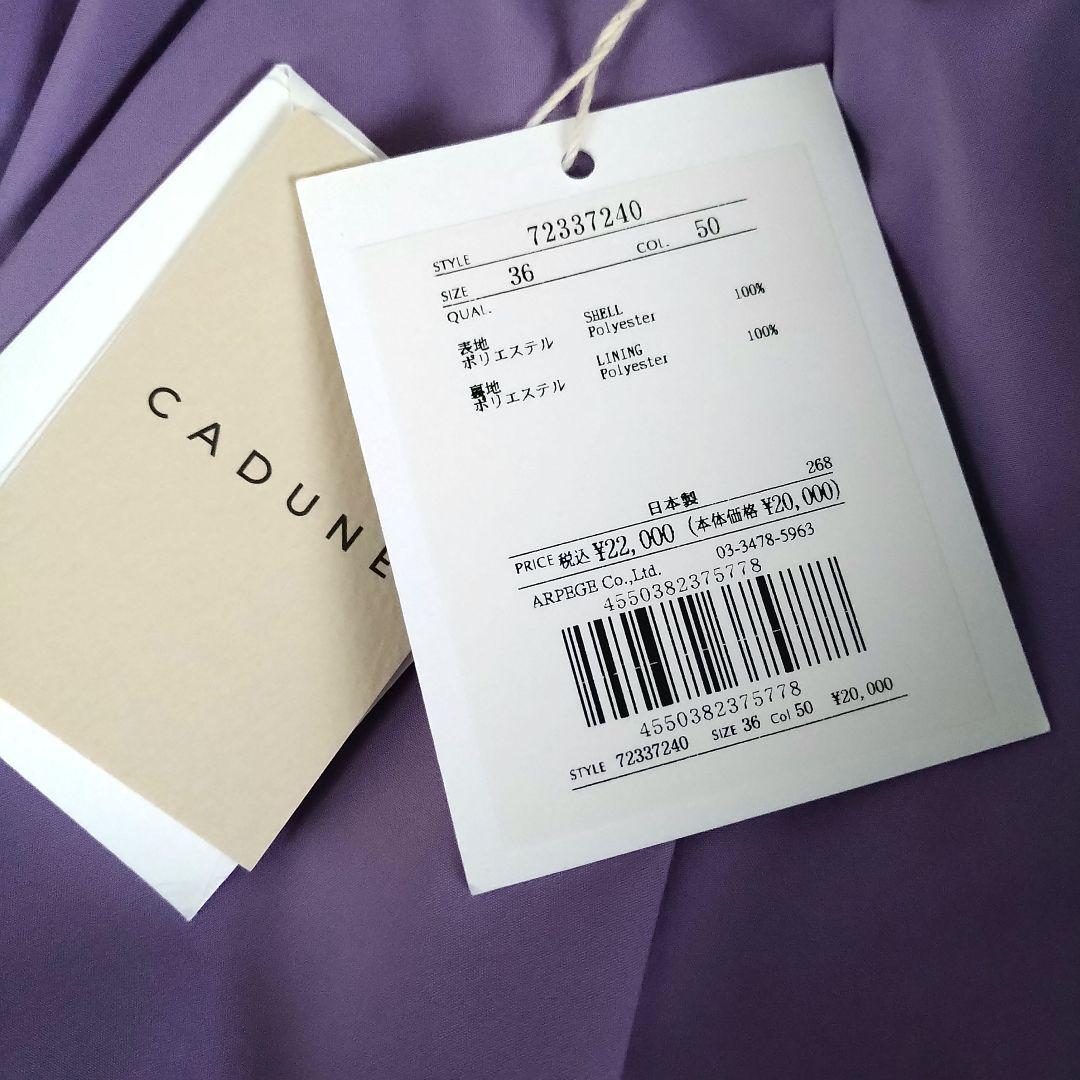 CADUNE
STYLE 72337240
SIZE 36 COL. 50
QUAL.
表地 SHELL 100%
ポリエステル Polyester
裏地 LINING 100%
ポリエステル Polyester
268
日本製
PRICE 税込 ¥22,000 (本体価格 ¥20,000)
ARPEGE Co.,Ltd. 03-3478-5963
4550382375778
4550382375778
STYLE 72337240 SIZE 36 Col 50 ¥20,000